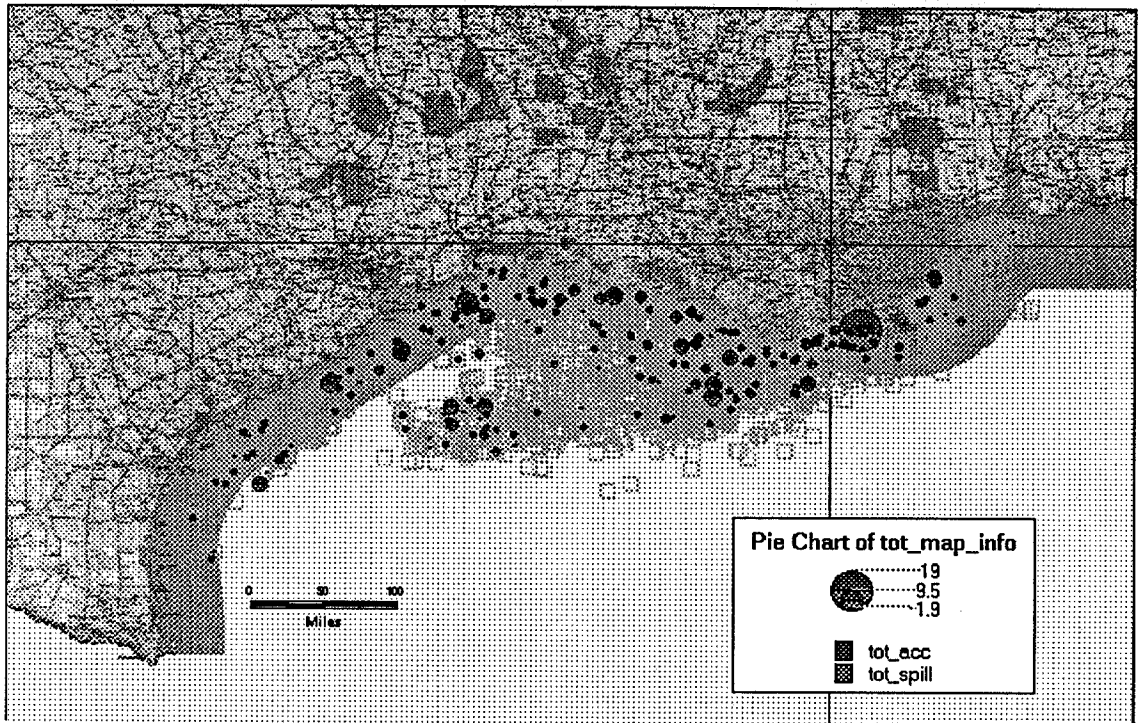 Pie Chart of tot_map_info
19
9.5
1.9
tot_acc
tot_spill
0 50 100
Miles